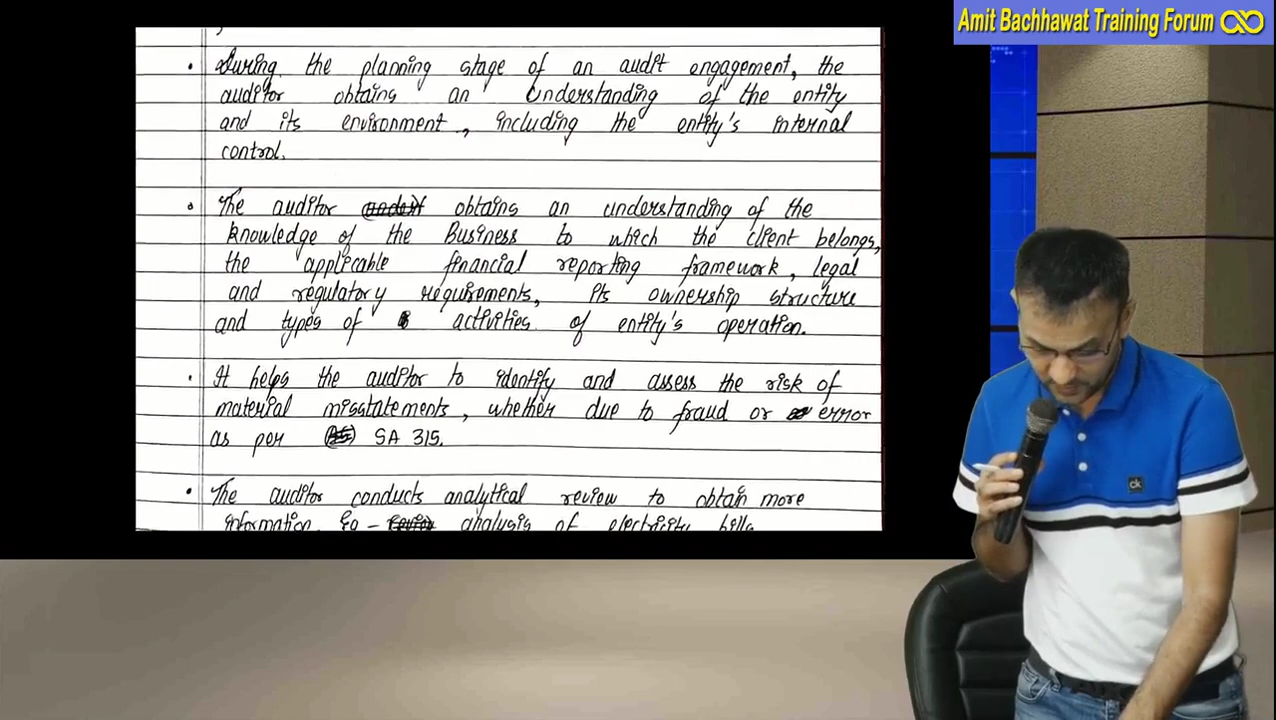 Amit Bachhawat Training Forum
During the planning stage of an audit engagement, the
auditor obtains an understanding of the entity
and its environment, including the entity's internal
control.
The auditor obtains an understanding of the
knowledge of the Business to which the client belongs,
the applicable financial reporting framework, legal
and regulatory requirements, its ownership structure
and types of activities of entity's operation.
It helps the auditor to identify and assess the risk of
material misstatements, whether due to fraud or error
as per SA 315.
The auditor conducts analytical review to obtain more
information. Eg - analysis of electricity bills
ck